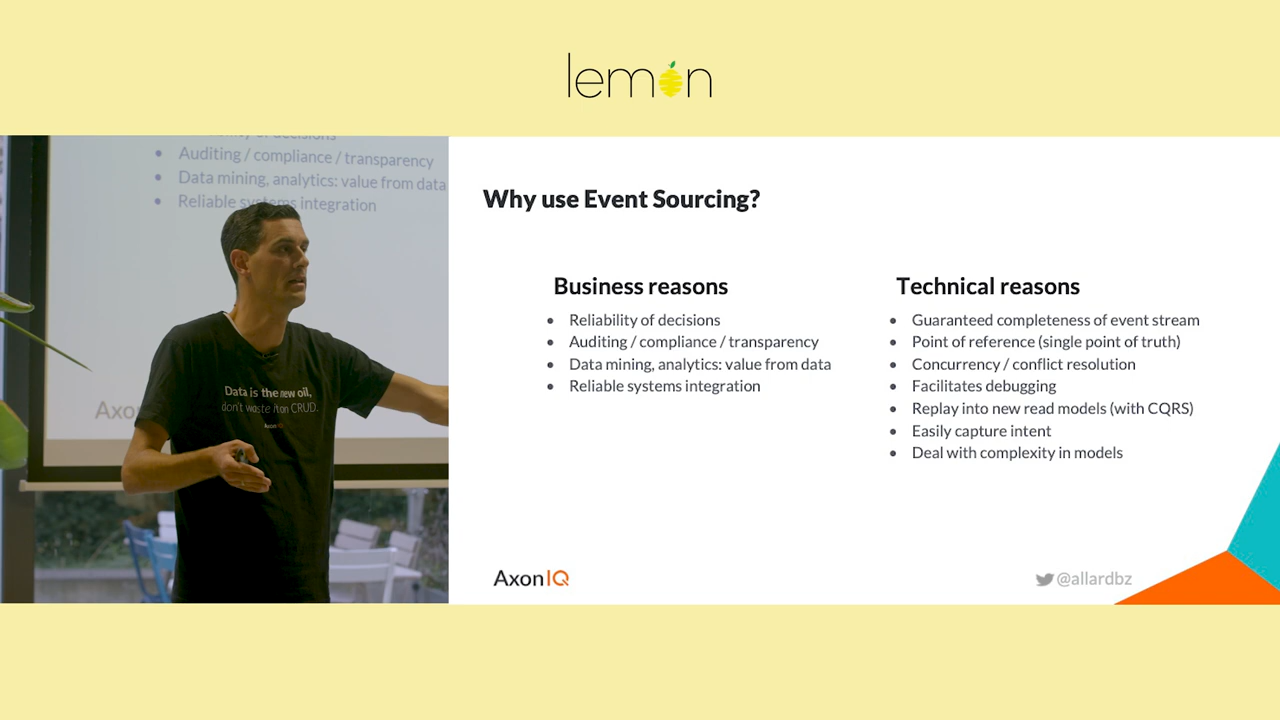 lemon
of decisions
Auditing / compliance / transparency
Data mining, analytics: value from data
Reliable systems integration
Axon
Data is the new oil,
don't waste it on CRUD.
AxonIQ
Why use Event Sourcing?
Business reasons
• Reliability of decisions
• Auditing / compliance / transparency
• Data mining, analytics: value from data
• Reliable systems integration
Technical reasons
• Guaranteed completeness of event stream
• Point of reference (single point of truth)
• Concurrency / conflict resolution
• Facilitates debugging
• Replay into new read models (with CQRS)
• Easily capture intent
• Deal with complexity in models
AxonIQ
@allardbz